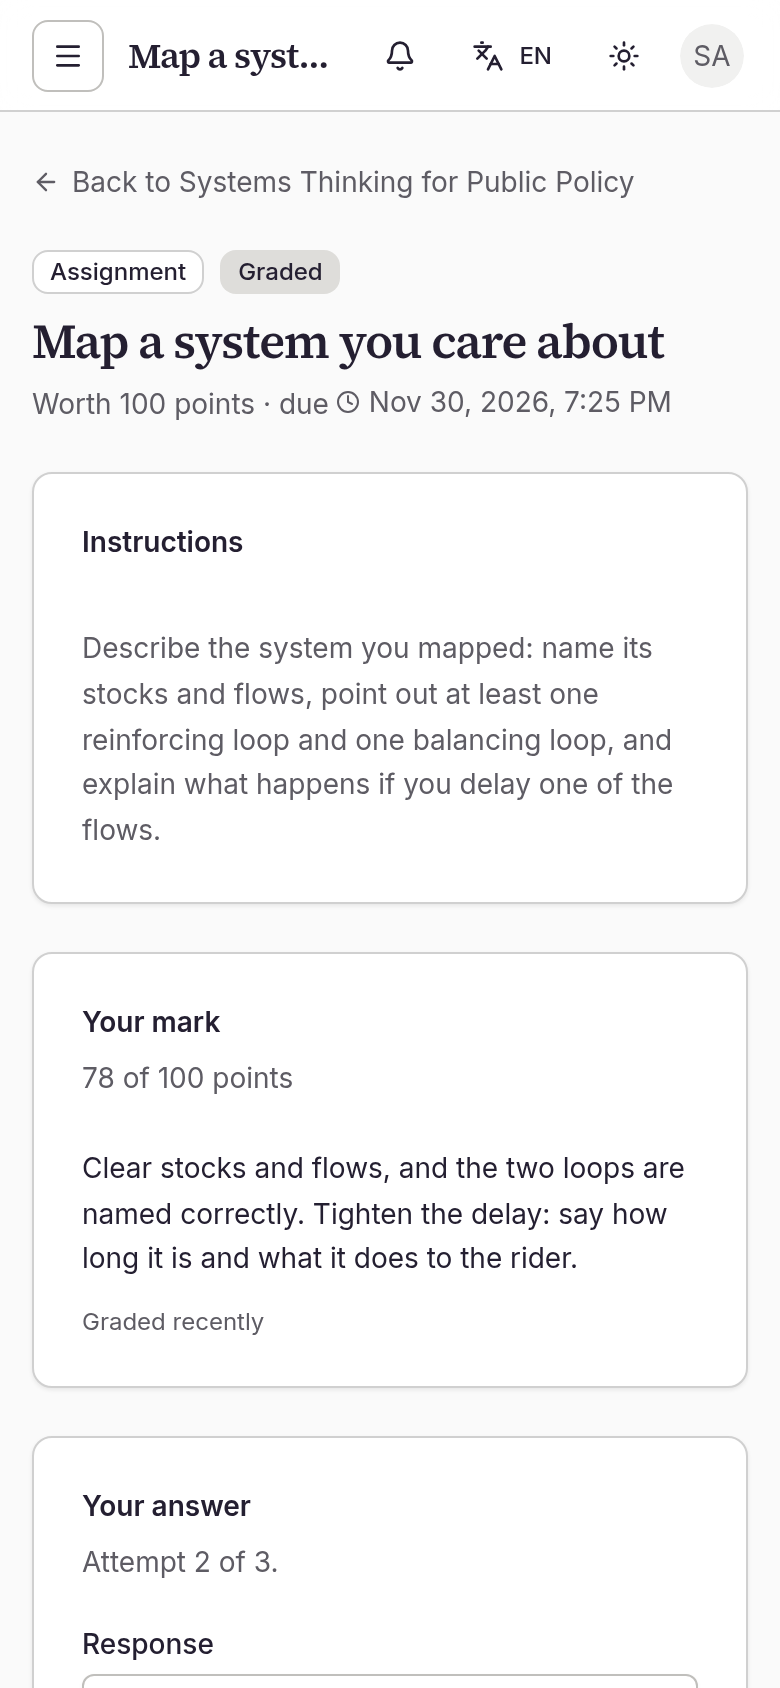 Map a syst...
EN
SA
Back to Systems Thinking for Public Policy
Assignment
Graded
Map a system you care about
Worth 100 points · due Nov 30, 2026, 7:25 PM
Instructions
Describe the system you mapped: name its
stocks and flows, point out at least one
reinforcing loop and one balancing loop, and
explain what happens if you delay one of the
flows.
Your mark
78 of 100 points
Clear stocks and flows, and the two loops are
named correctly. Tighten the delay: say how
long it is and what it does to the rider.
Graded recently
Your answer
Attempt 2 of 3.
Response